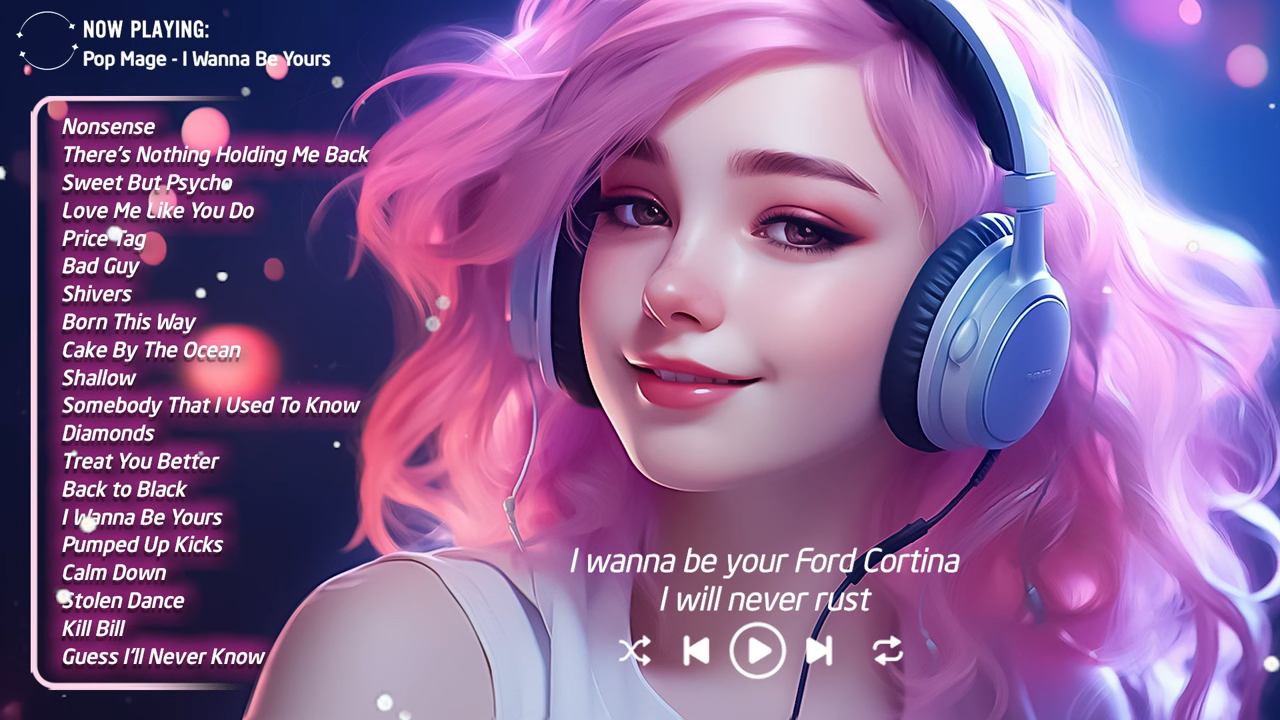 NOW PLAYING:
Pop Mage - I Wanna Be Yours
Nonsense
There's Nothing Holding Me Back
Sweet But Psycho
Love Me Like You Do
Price Tag
Bad Guy
Shivers
Born This Way
Cake By The Ocean
Shallow
Somebody That I Used To Know
Diamonds
Treat You Better
Back to Black
I Wanna Be Yours
Pumped Up Kicks
Calm Down
Stolen Dance
Kill Bill
Guess I'll Never Know
I wanna be your Ford Cortina
I will never rust